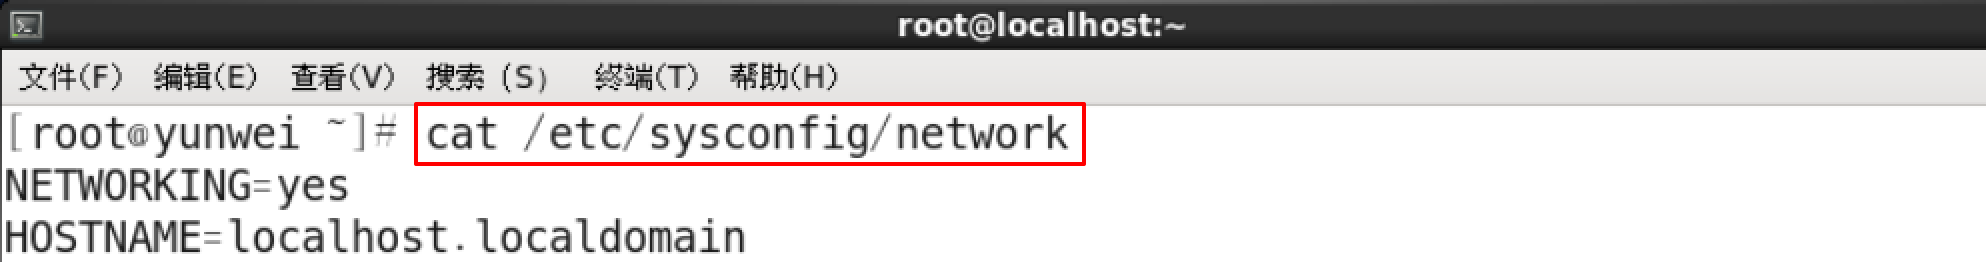 root@localhost:~
文件(F) 编辑(E) 查看(V) 搜索 (S) 终端(T) 帮助(H)
[root@yunwei ~]# cat /etc/sysconfig/network
NETWORKING=yes
HOSTNAME=localhost.localdomain